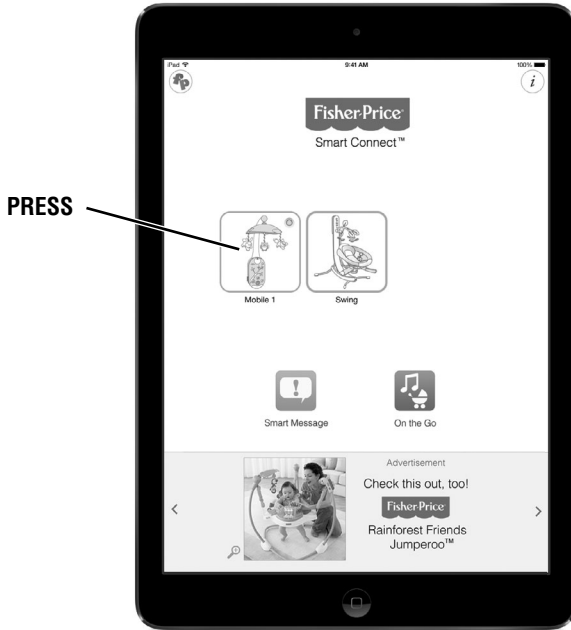 iPad
9:41 AM
100%
i
Fisher-Price
Smart Connect™
PRESS
Mobile 1
Swing
Smart Message
On the Go
Advertisement
Check this out, too!
Fisher-Price
Rainforest Friends
Jumperoo™